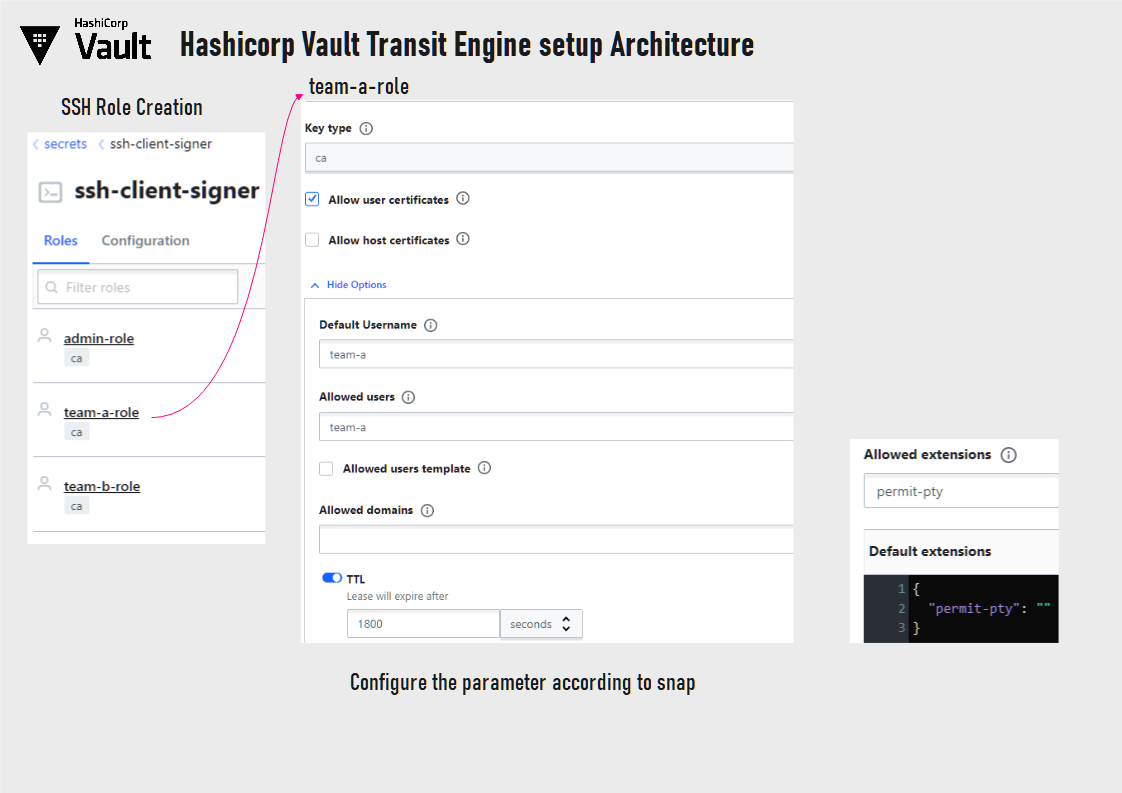 HashiCorp
Vault
Hashicorp Vault Transit Engine setup Architecture
SSH Role Creation
secrets
ssh-client-signer
ssh-client-signer
Roles
Configuration
Filter roles
admin-role
ca
team-a-role
ca
team-b-role
ca
team-a-role
Key type
ca
Allow user certificates
Allow host certificates
Hide Options
Default Username
team-a
Allowed users
team-a
Allowed users template
Allowed domains
TTL
Lease will expire after
1800
seconds
Allowed extensions
permit-pty
Default extensions
1 {
2 "permit-pty": ""
3 }
Configure the parameter according to snap